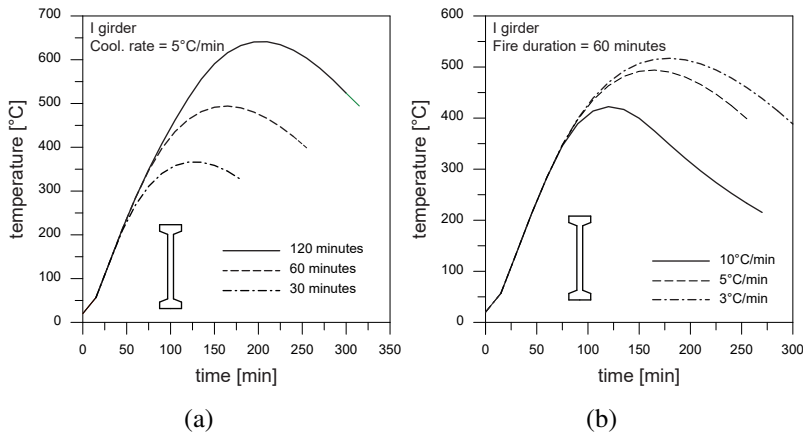 I girder
Cool. rate = 5°C/min
temperature [°C]
700
600
500
400
300
200
100
0
120 minutes
60 minutes
30 minutes
0 50 100 150 200 250 300 350
time [min]
(a)
I girder
Fire duration = 60 minutes
temperature [°C]
600
500
400
300
200
100
0
10°C/min
5°C/min
3°C/min
0 50 100 150 200 250 300
time [min]
(b)